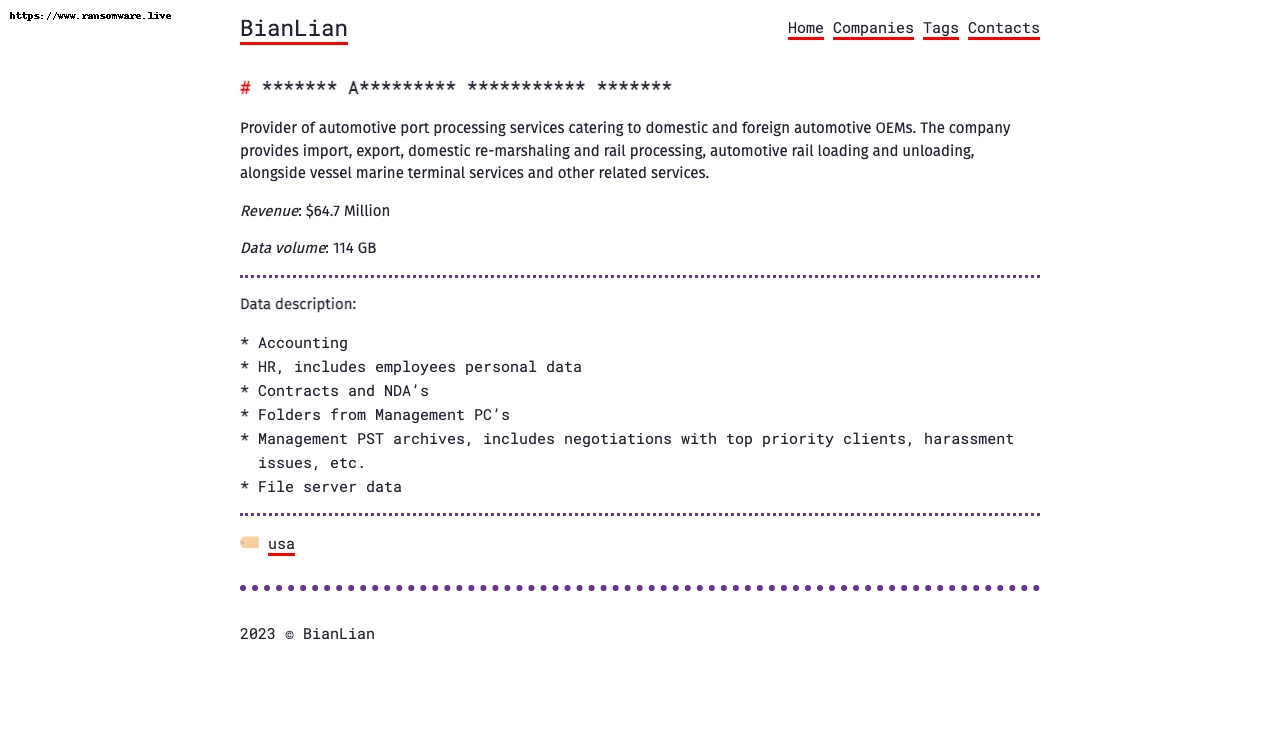 https://www.ransomware.live
BianLian
Home Companies Tags Contacts
# ******* A********* *********** *******
Provider of automotive port processing services catering to domestic and foreign automotive OEMs. The company
provides import, export, domestic re-marshaling and rail processing, automotive rail loading and unloading,
alongside vessel marine terminal services and other related services.
Revenue: $64.7 Million
Data volume: 114 GB
Data description:
* Accounting
* HR, includes employees personal data
* Contracts and NDA’s
* Folders from Management PC’s
* Management PST archives, includes negotiations with top priority clients, harassment
issues, etc.
* File server data
usa
2023 © BianLian